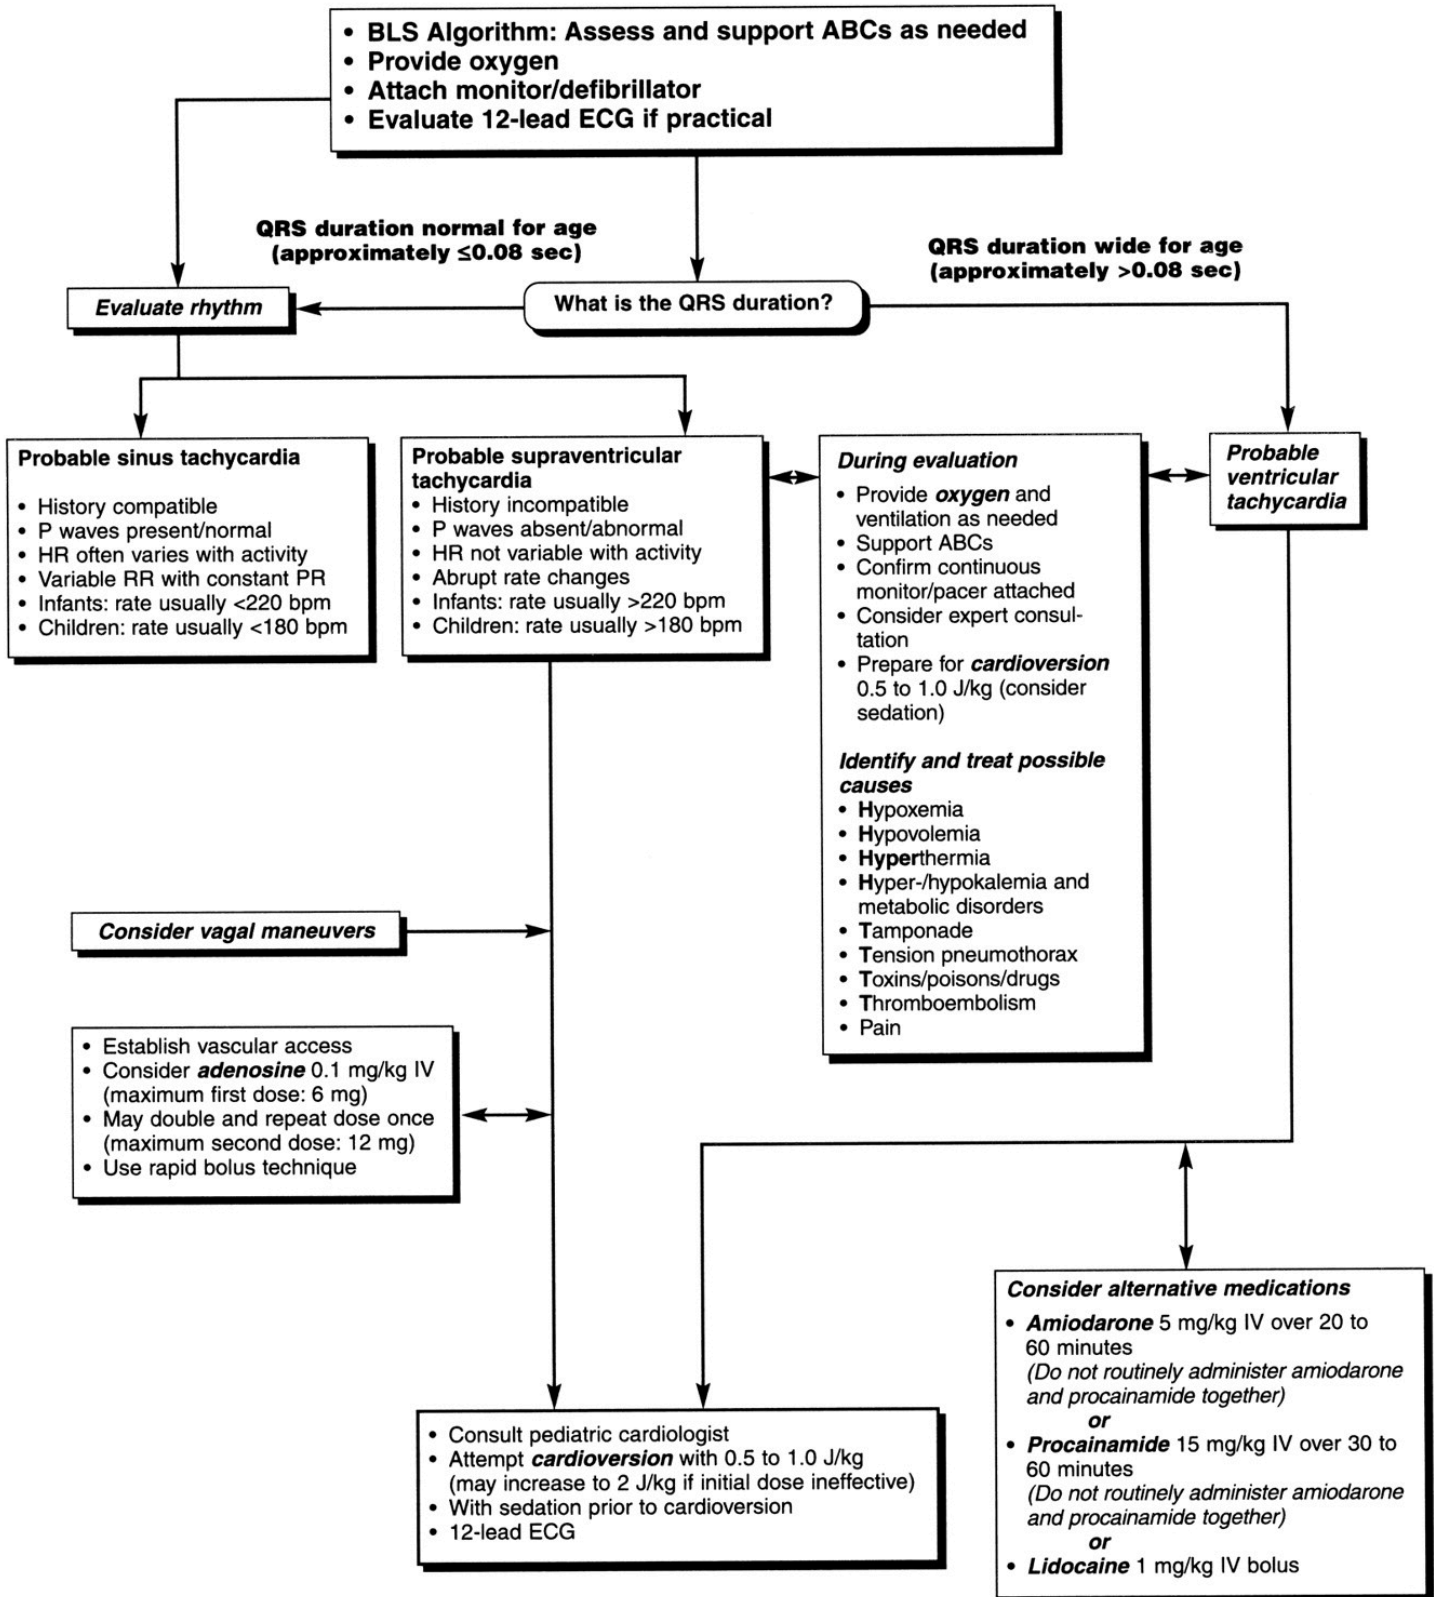 • BLS Algorithm: Assess and support ABCs as needed
• Provide oxygen
• Attach monitor/defibrillator
• Evaluate 12-lead ECG if practical
QRS duration normal for age
(approximately ≤0.08 sec)
QRS duration wide for age
(approximately >0.08 sec)
Evaluate rhythm
What is the QRS duration?
Probable sinus tachycardia
• History compatible
• P waves present/normal
• HR often varies with activity
• Variable RR with constant PR
• Infants: rate usually <220 bpm
• Children: rate usually <180 bpm
Probable supraventricular
tachycardia
• History incompatible
• P waves absent/abnormal
• HR not variable with activity
• Abrupt rate changes
• Infants: rate usually >220 bpm
• Children: rate usually >180 bpm
During evaluation
• Provide oxygen and
ventilation as needed
• Support ABCs
• Confirm continuous
monitor/pacer attached
• Consider expert consul-
tation
• Prepare for cardioversion
0.5 to 1.0 J/kg (consider
sedation)
Identify and treat possible
causes
• Hypoxemia
• Hypovolemia
• Hyperthermia
• Hyper-/hypokalemia and
metabolic disorders
• Tamponade
• Tension pneumothorax
• Toxins/poisons/drugs
• Thromboembolism
• Pain
Probable
ventricular
tachycardia
Consider vagal maneuvers
• Establish vascular access
• Consider adenosine 0.1 mg/kg IV
(maximum first dose: 6 mg)
• May double and repeat dose once
(maximum second dose: 12 mg)
• Use rapid bolus technique
Consider alternative medications
• Amiodarone 5 mg/kg IV over 20 to
60 minutes
(Do not routinely administer amiodarone
and procainamide together)
or
• Procainamide 15 mg/kg IV over 30 to
60 minutes
(Do not routinely administer amiodarone
and procainamide together)
or
• Lidocaine 1 mg/kg IV bolus
• Consult pediatric cardiologist
• Attempt cardioversion with 0.5 to 1.0 J/kg
(may increase to 2 J/kg if initial dose ineffective)
• With sedation prior to cardioversion
• 12-lead ECG